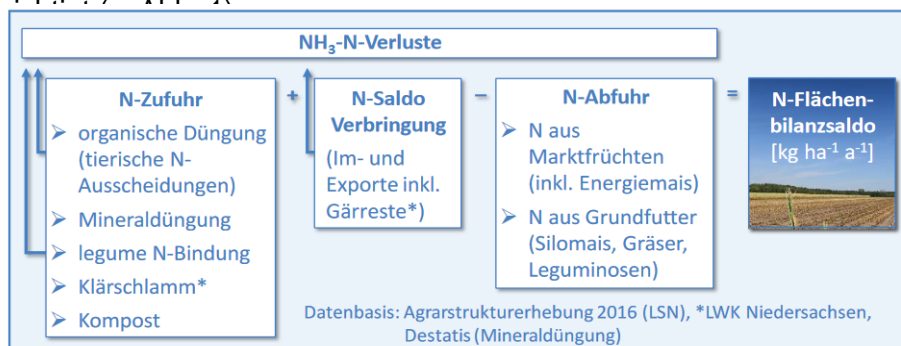 NH₃-N-Verluste
N-Zufuhr
➢ organische Düngung
(tierische N-
Ausscheidungen)
➢ Mineraldüngung
➢ legume N-Bindung
➢ Klärschlamm*
➢ Kompost
+
N-Saldo
Verbringung
(Im- und
Exporte inkl.
Gärreste*)
–
N-Abfuhr
➢ N aus
Marktfrüchten
(inkl. Energiemais)
➢ N aus Grundfutter
(Silomais, Gräser,
Leguminosen)
=
N-Flächen-
bilanzsaldo
[kg ha⁻¹ a⁻¹]
Datenbasis: Agrarstrukturerhebung 2016 (LSN), *LWK Niedersachsen,
Destatis (Mineraldüngung)